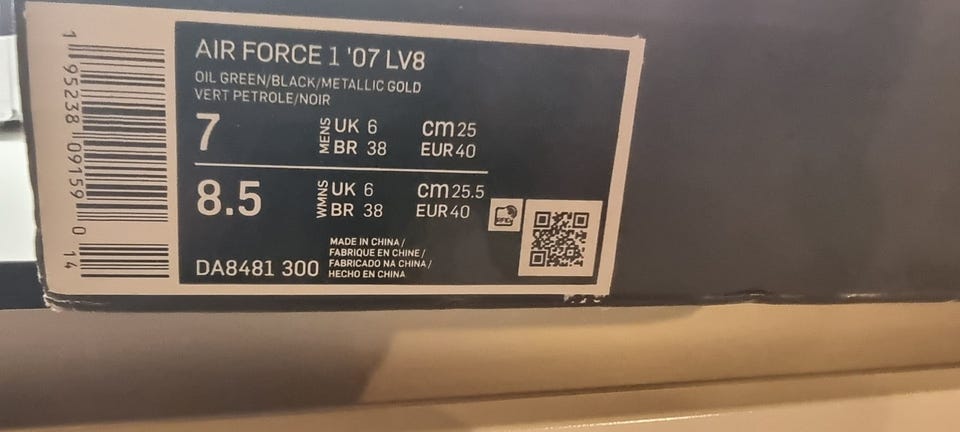 AIR FORCE 1 '07 LV8
OIL GREEN/BLACK/METALLIC GOLD
VERT PETROLE/NOIR
7 MENS UK 6 cm 25
BR 38 EUR 40
8.5 WMNS UK 6 cm 25.5
BR 38 EUR 40
MADE IN CHINA /
FABRIQUE EN CHINE /
FABRICADO NA CHINA /
HECHO EN CHINA
DA8481 300
RFID
1 95238 09159 0 14